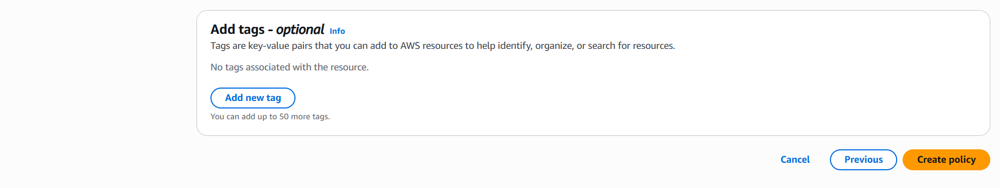 Add tags - optional Info
Tags are key-value pairs that you can add to AWS resources to help identify, organize, or search for resources.
No tags associated with the resource.
Add new tag
You can add up to 50 more tags.
Cancel Previous Create policy